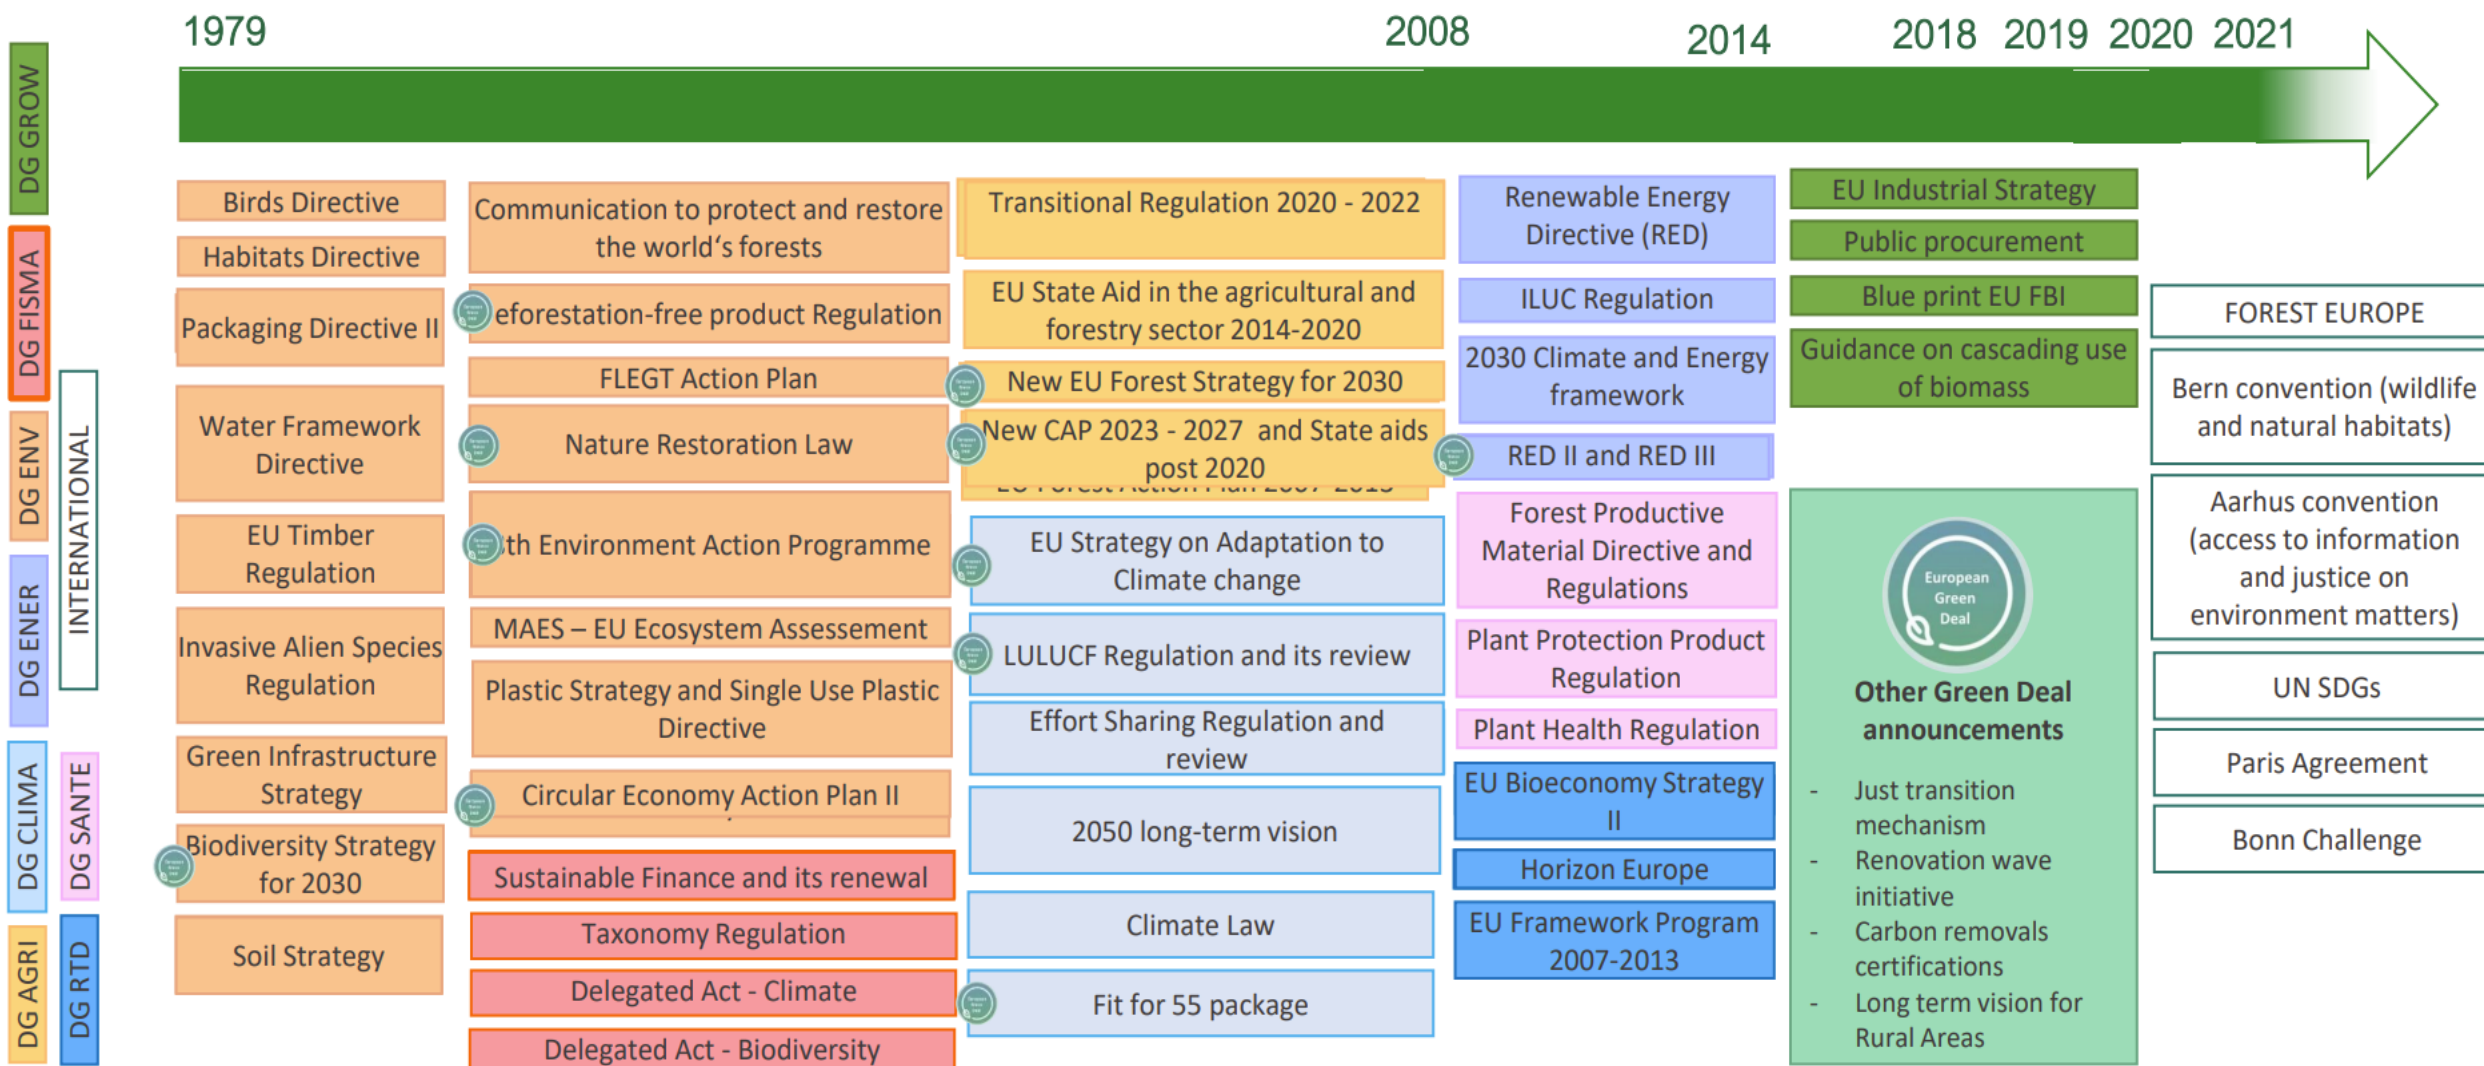 1979
2008
2014
2018
2019
2020
2021
DG GROW
DG FISMA
DG ENV
DG ENER
DG CLIMA
DG AGRI
INTERNATIONAL
DG SANTE
DG RTD
Birds Directive
Habitats Directive
Packaging Directive II
Water Framework
Directive
EU Timber
Regulation
Invasive Alien Species
Regulation
Green Infrastructure
Strategy
Biodiversity Strategy
for 2030
Soil Strategy
Communication to protect and restore
the world‘s forests
eforestation-free product Regulation
FLEGT Action Plan
Nature Restoration Law
th Environment Action Programme
MAES – EU Ecosystem Assessement
Plastic Strategy and Single Use Plastic
Directive
Circular Economy Action Plan II
Sustainable Finance and its renewal
Taxonomy Regulation
Delegated Act - Climate
Delegated Act - Biodiversity
Transitional Regulation 2020 - 2022
EU State Aid in the agricultural and
forestry sector 2014-2020
New EU Forest Strategy for 2030
New CAP 2023 - 2027 and State aids
post 2020
EU Forest Action Plan 2007-2013
EU Strategy on Adaptation to
Climate change
LULUCF Regulation and its review
Effort Sharing Regulation and
review
2050 long-term vision
Climate Law
Fit for 55 package
Renewable Energy
Directive (RED)
ILUC Regulation
2030 Climate and Energy
framework
RED II and RED III
Forest Productive
Material Directive and
Regulations
Plant Protection Product
Regulation
Plant Health Regulation
EU Bioeconomy Strategy
II
Horizon Europe
EU Framework Program
2007-2013
EU Industrial Strategy
Public procurement
Blue print EU FBI
Guidance on cascading use
of biomass
European
Green
Deal
Other Green Deal
announcements
- Just transition
mechanism
- Renovation wave
initiative
- Carbon removals
certifications
- Long term vision for
Rural Areas
FOREST EUROPE
Bern convention (wildlife
and natural habitats)
Aarhus convention
(access to information
and justice on
environment matters)
UN SDGs
Paris Agreement
Bonn Challenge